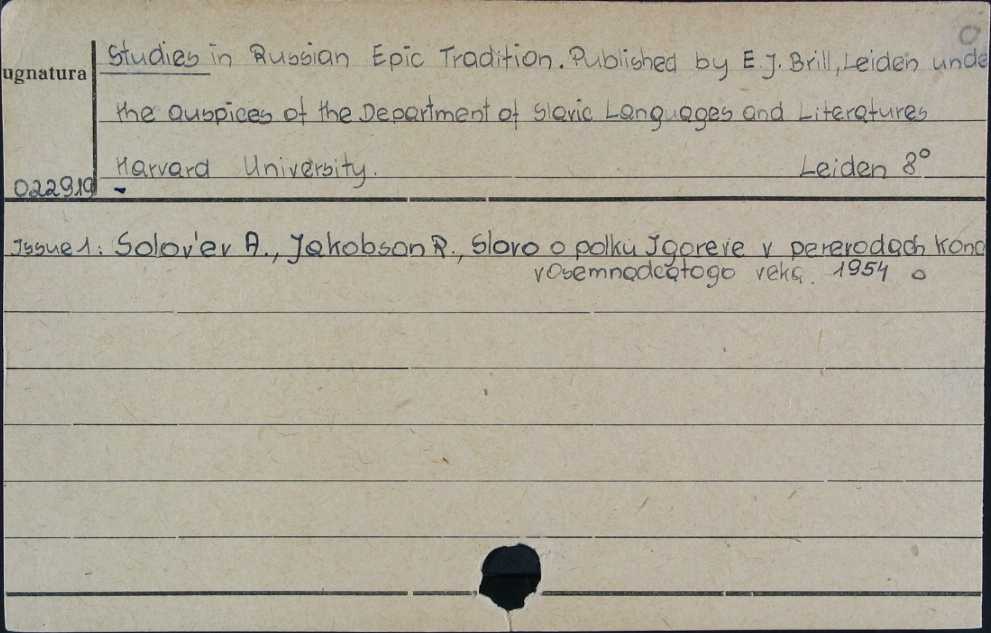 Studies in Russian Epic Tradition. Published by E.J. Brill, Leiden unde
ugnatura
the auspices of the Department of Slavic Languages and Literatures
Harvard University. Leiden 8°
022919
Issue 1: Solov'ev A., Jakobson R., Slovo o polku Jgoreve v perevodach konc
vosemnadcatogo veka. 1954